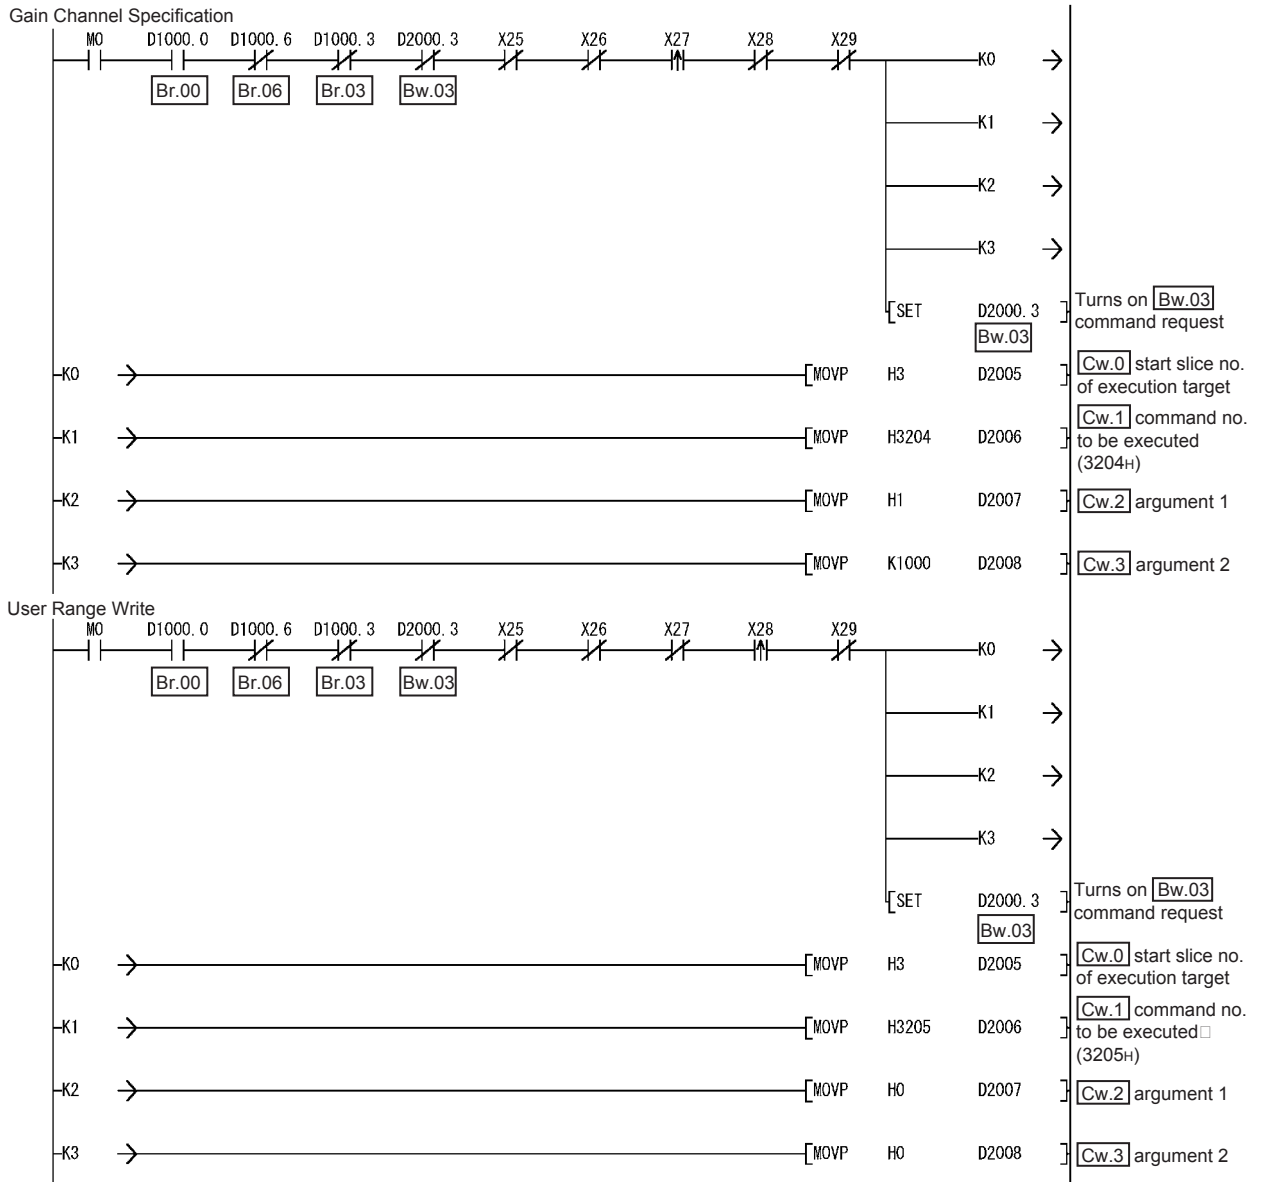 Gain Channel Specification
M0 D1000.0 D1000.6 D1000.3 D2000.3 X25 X26 X27 X28 X29
K0
Br.00 Br.06 Br.03 Bw.03
K1
K2
K3
SET D2000.3 Turns on Bw.03
command request
Bw.03
K0 MOVP H3 D2005 Cw.0 start slice no.
of execution target
K1 MOVP H3204 D2006 Cw.1 command no.
to be executed
(3204H)
K2 MOVP H1 D2007 Cw.2 argument 1
K3 MOVP K1000 D2008 Cw.3 argument 2
User Range Write
M0 D1000.0 D1000.6 D1000.3 D2000.3 X25 X26 X27 X28 X29
K0
Br.00 Br.06 Br.03 Bw.03
K1
K2
K3
SET D2000.3 Turns on Bw.03
command request
Bw.03
K0 MOVP H3 D2005 Cw.0 start slice no.
of execution target
K1 MOVP H3205 D2006 Cw.1 command no.
to be executed□
(3205H)
K2 MOVP H0 D2007 Cw.2 argument 1
K3 MOVP H0 D2008 Cw.3 argument 2